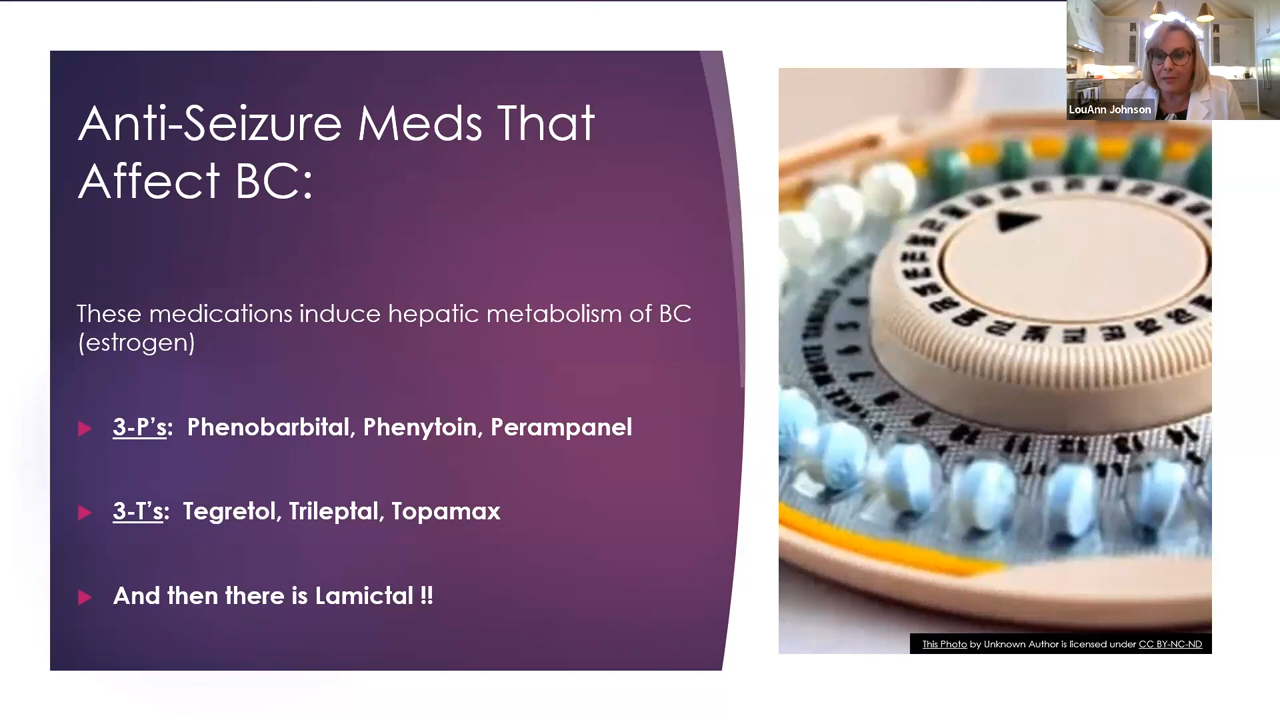 Anti-Seizure Meds That
Affect BC:
These medications induce hepatic metabolism of BC
(estrogen)
3-P's: Phenobarbital, Phenytoin, Perampanel
3-T's: Tegretol, Trileptal, Topamax
And then there is Lamictal !!
LouAnn Johnson
This Photo by Unknown Author is licensed under CC BY-NC-ND